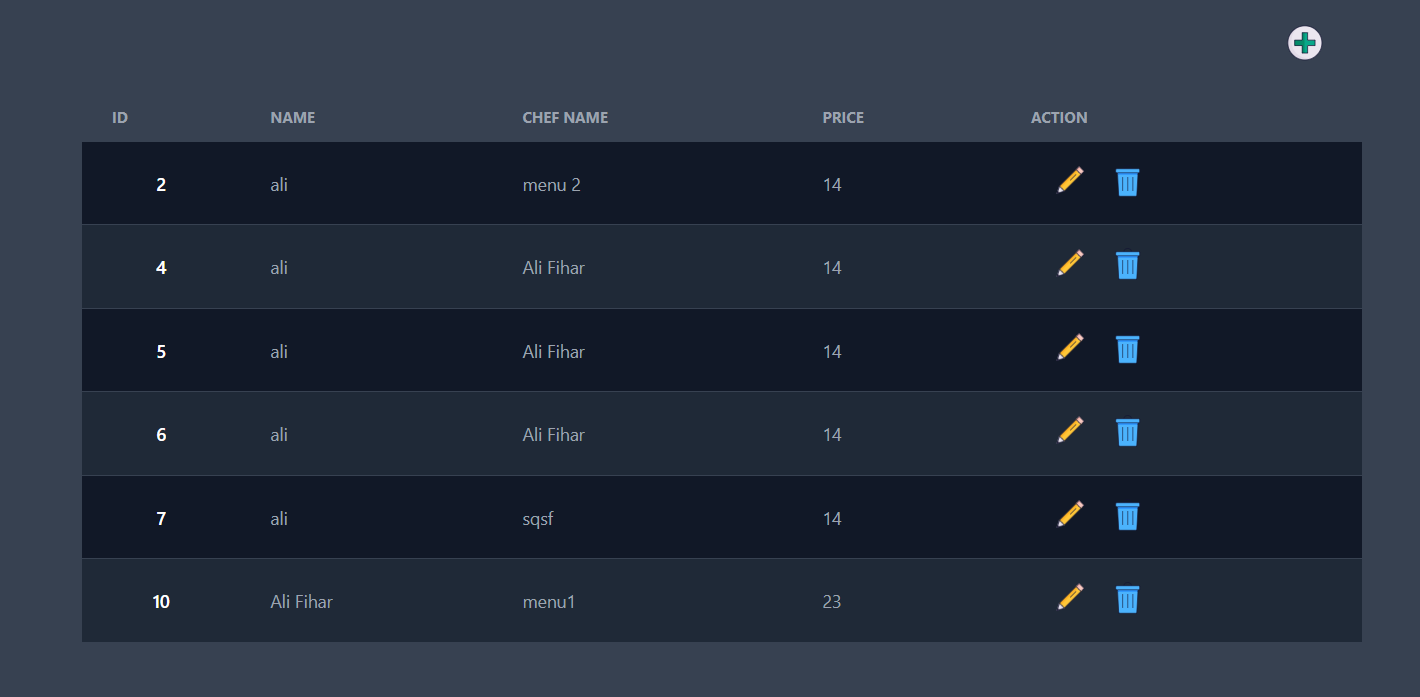 ID NAME CHEF NAME PRICE ACTION
2 ali menu 2 14
4 ali Ali Fihar 14
5 ali Ali Fihar 14
6 ali Ali Fihar 14
7 ali sqsf 14
10 Ali Fihar menu1 23